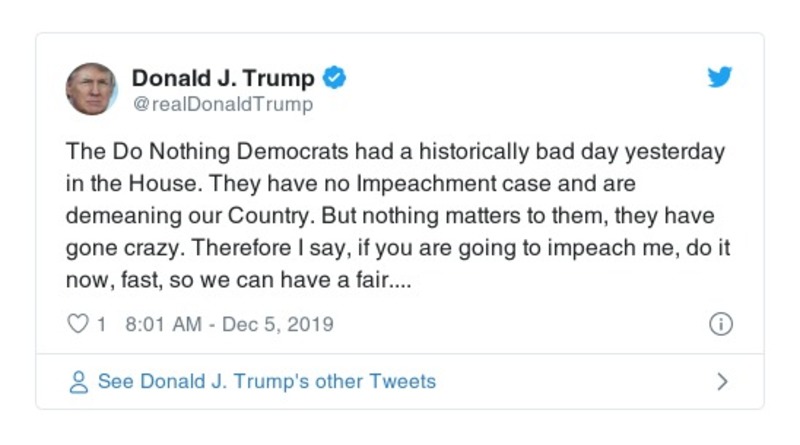 Donald J. Trump
@realDonaldTrump
The Do Nothing Democrats had a historically bad day yesterday
in the House. They have no Impeachment case and are
demeaning our Country. But nothing matters to them, they have
gone crazy. Therefore I say, if you are going to impeach me, do it
now, fast, so we can have a fair....
1 8:01 AM - Dec 5, 2019
See Donald J. Trump's other Tweets